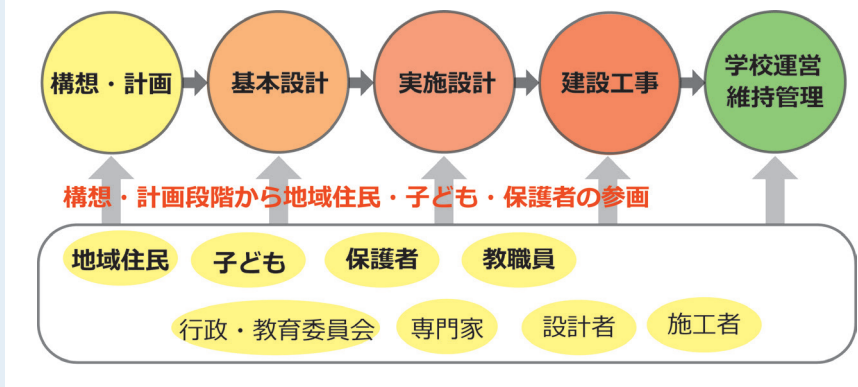 構想・計画
基本設計
実施設計
建設工事
学校運営
維持管理
構想・計画段階から地域住民・子ども・保護者の参画
地域住民
子ども
保護者
教職員
行政・教育委員会
専門家
設計者
施工者